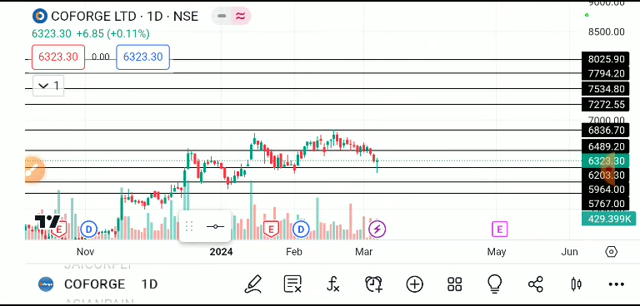 9000.00
COFORGE LTD · 1D · NSE
8500.00
6323.30 +6.85 (+0.11%)
6323.30 0.00 6323.30
8025.90
7794.20
1
7534.80
7272.55
7000.00
6836.70
6489.20
6323.30
6203.30
5964.00
5767.00
429.399K
E D E D E
Nov 2024 Feb Mar May Jun
COFORGE 1D